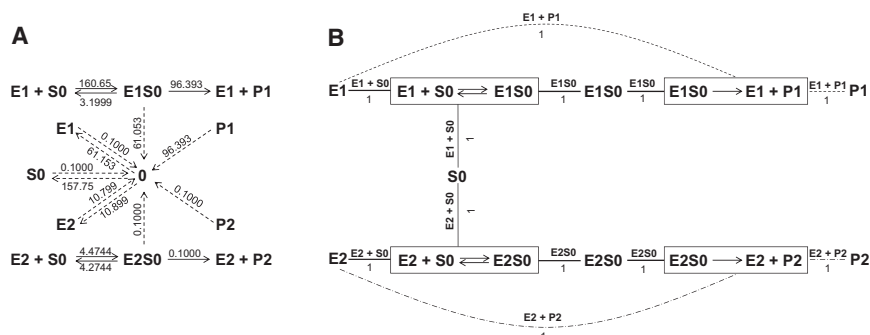 A
E1 + S0 160.65 3.1999 E1S0 96.393 E1 + P1
E1 0.1000 61.153 61.053 96.393 P1
S0 0.1000 157.75 0
E2 10.799 10.899 0.1000 0.1000 P2
E2 + S0 4.4744 4.2744 E2S0 0.1000 E2 + P2
B
E1 + P1
1
E1 E1 + S0 1 E1 + S0 E1S0 E1S0 1 E1S0 E1S0 1 E1S0 E1 + P1 E1 + P1 1 P1
E1 + S0 1
S0
E2 + S0 1
E2 E2 + S0 1 E2 + S0 E2S0 E2S0 1 E2S0 E2S0 1 E2S0 E2 + P2 E2 + P2 1 P2
E2 + P2
1